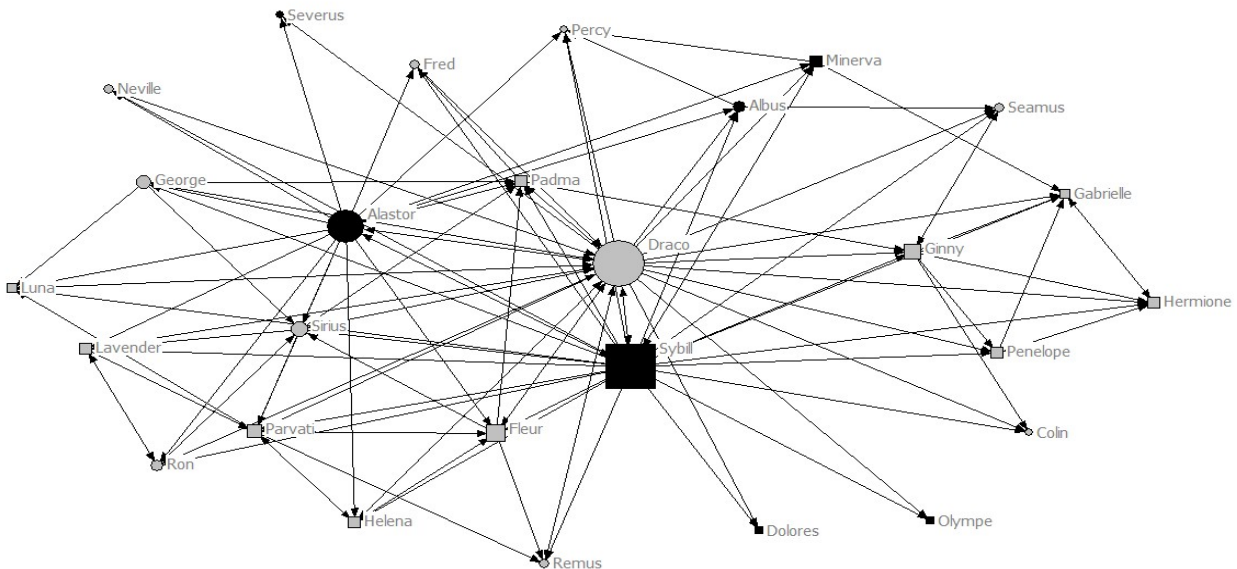 Severus
Percy
Fred
Minerva
Neville
Albus
Seamus
George
Padma
Gabrielle
Alastor
Draco
Ginny
Luna
Hermione
Sirius
Lavender
Sybill
Penelope
Parvati
Fleur
Colin
Ron
Helena
Dolores
Olympe
Remus